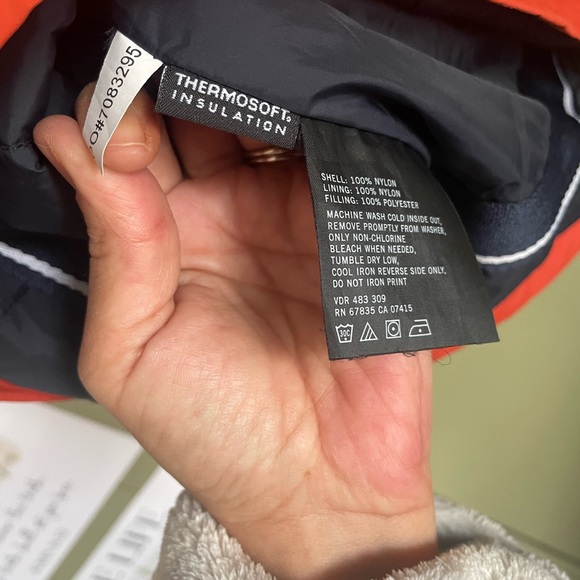 O#7083295
THERMOSOFT®
INSULATION
SHELL: 100% NYLON
LINING: 100% NYLON
FILLING: 100% POLYESTER
MACHINE WASH COLD INSIDE OUT,
REMOVE PROMPTLY FROM WASHER,
ONLY NON-CHLORINE
BLEACH WHEN NEEDED,
TUMBLE DRY LOW,
COOL IRON REVERSE SIDE ONLY,
DO NOT IRON PRINT
VDR 483 309
RN 67835 CA 07415
30C